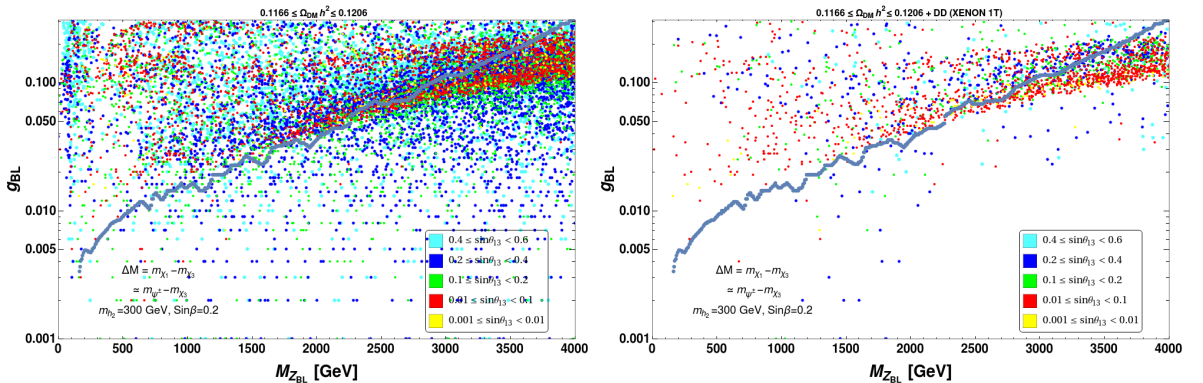 0.1166 ≤ Ω_DM h² ≤ 0.1206
g_BL
0.100
0.050
0.010
0.005
0.001
ΔM = m_χ₁ − m_χ₃
≃ m_ψ± − m_χ₃
m_h₂=300 GeV, Sinβ=0.2
0.4 ≤ sinθ₁₃ < 0.6
0.2 ≤ sinθ₁₃ < 0.4
0.1 ≤ sinθ₁₃ < 0.2
0.01 ≤ sinθ₁₃ < 0.1
0.001 ≤ sinθ₁₃ < 0.01
0 500 1000 1500 2000 2500 3000 3500 4000
M_Z_BL [GeV]
0.1166 ≤ Ω_DM h² ≤ 0.1206 + DD (XENON 1T)
g_BL
0.100
0.050
0.010
0.005
0.001
ΔM = m_χ₁ − m_χ₃
≃ m_ψ± − m_χ₃
m_h₂=300 GeV, Sinβ=0.2
0.4 ≤ sinθ₁₃ < 0.6
0.2 ≤ sinθ₁₃ < 0.4
0.1 ≤ sinθ₁₃ < 0.2
0.01 ≤ sinθ₁₃ < 0.1
0.001 ≤ sinθ₁₃ < 0.01
0 500 1000 1500 2000 2500 3000 3500 4000
M_Z_BL [GeV]